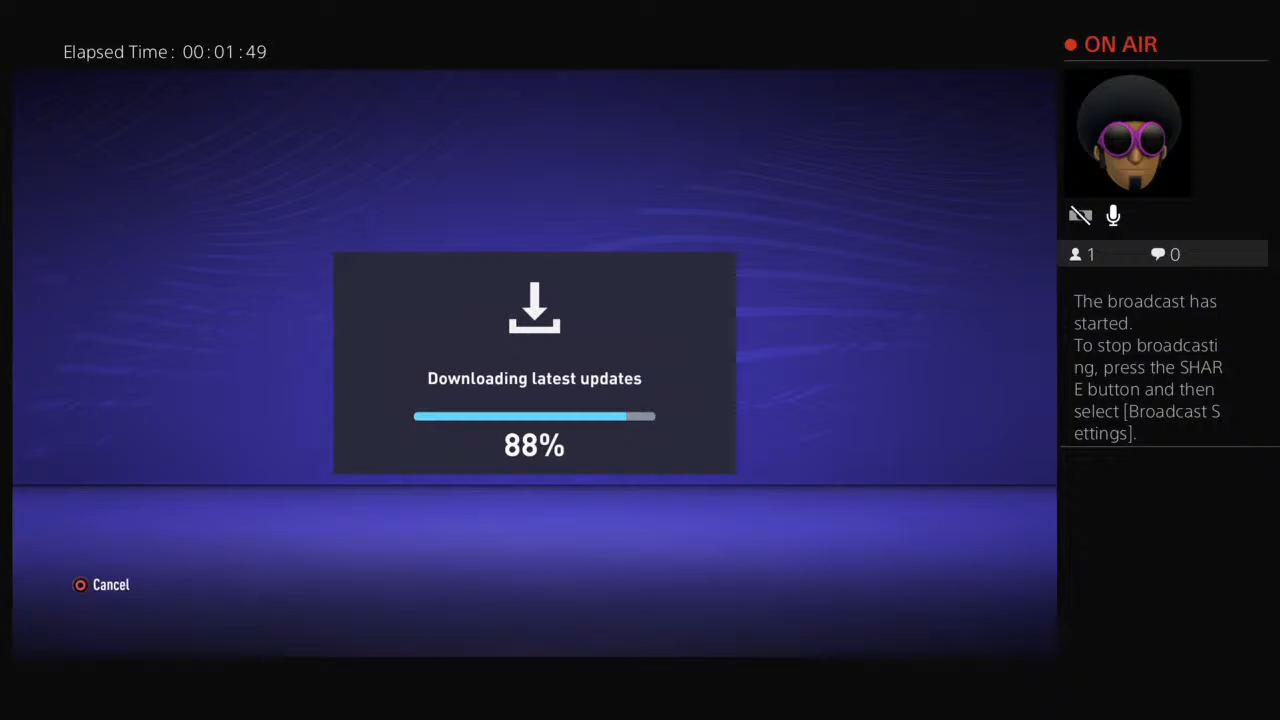 Elapsed Time: 00:01:49
ON AIR
1
0
The broadcast has
started.
To stop broadcasti
ng, press the SHAR
E button and then
select [Broadcast S
ettings].
Downloading latest updates
88%
Cancel